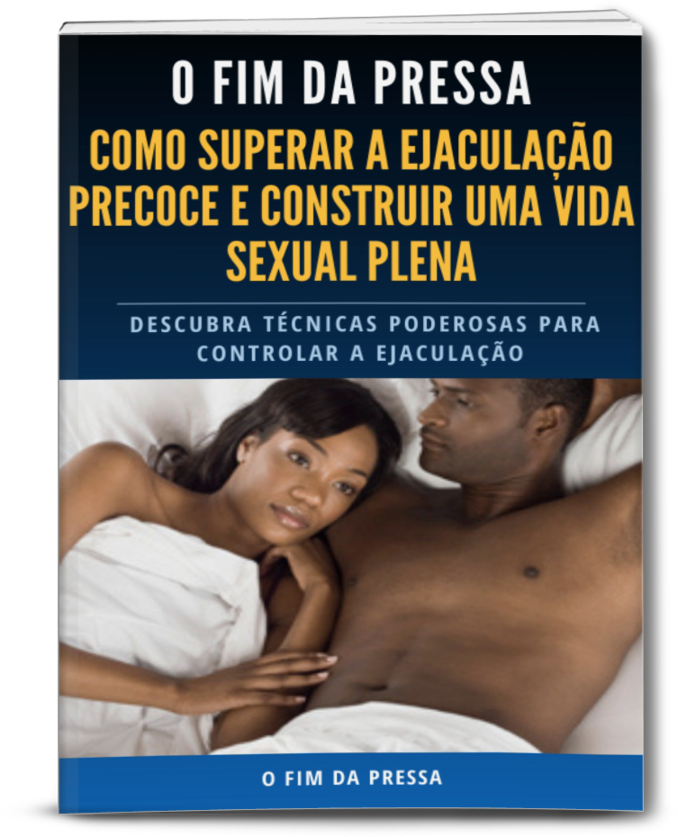 O FIM DA PRESSA
COMO SUPERAR A EJACULAÇÃO
PRECOCE E CONSTRUIR UMA VIDA
SEXUAL PLENA
DESCUBRA TÉCNICAS PODEROSAS PARA
CONTROLAR A EJACULAÇÃO
O FIM DA PRESSA